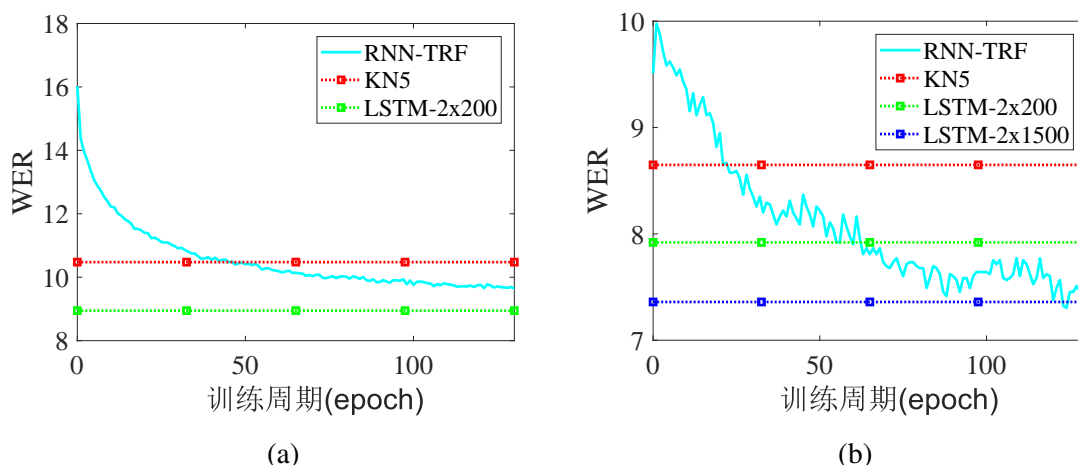 18
16
14
12
10
8
WER
RNN-TRF
KN5
LSTM-2x200
0
50
100
训练周期(epoch)
(a)
10
9
8
7
WER
RNN-TRF
KN5
LSTM-2x200
LSTM-2x1500
0
50
100
训练周期(epoch)
(b)